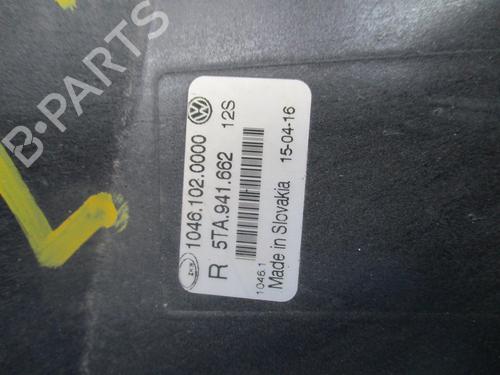 1046.102.0000
R 5TA.941.662 12S
1046.1
Made in Slovakia 15-04-16
B-PARTS